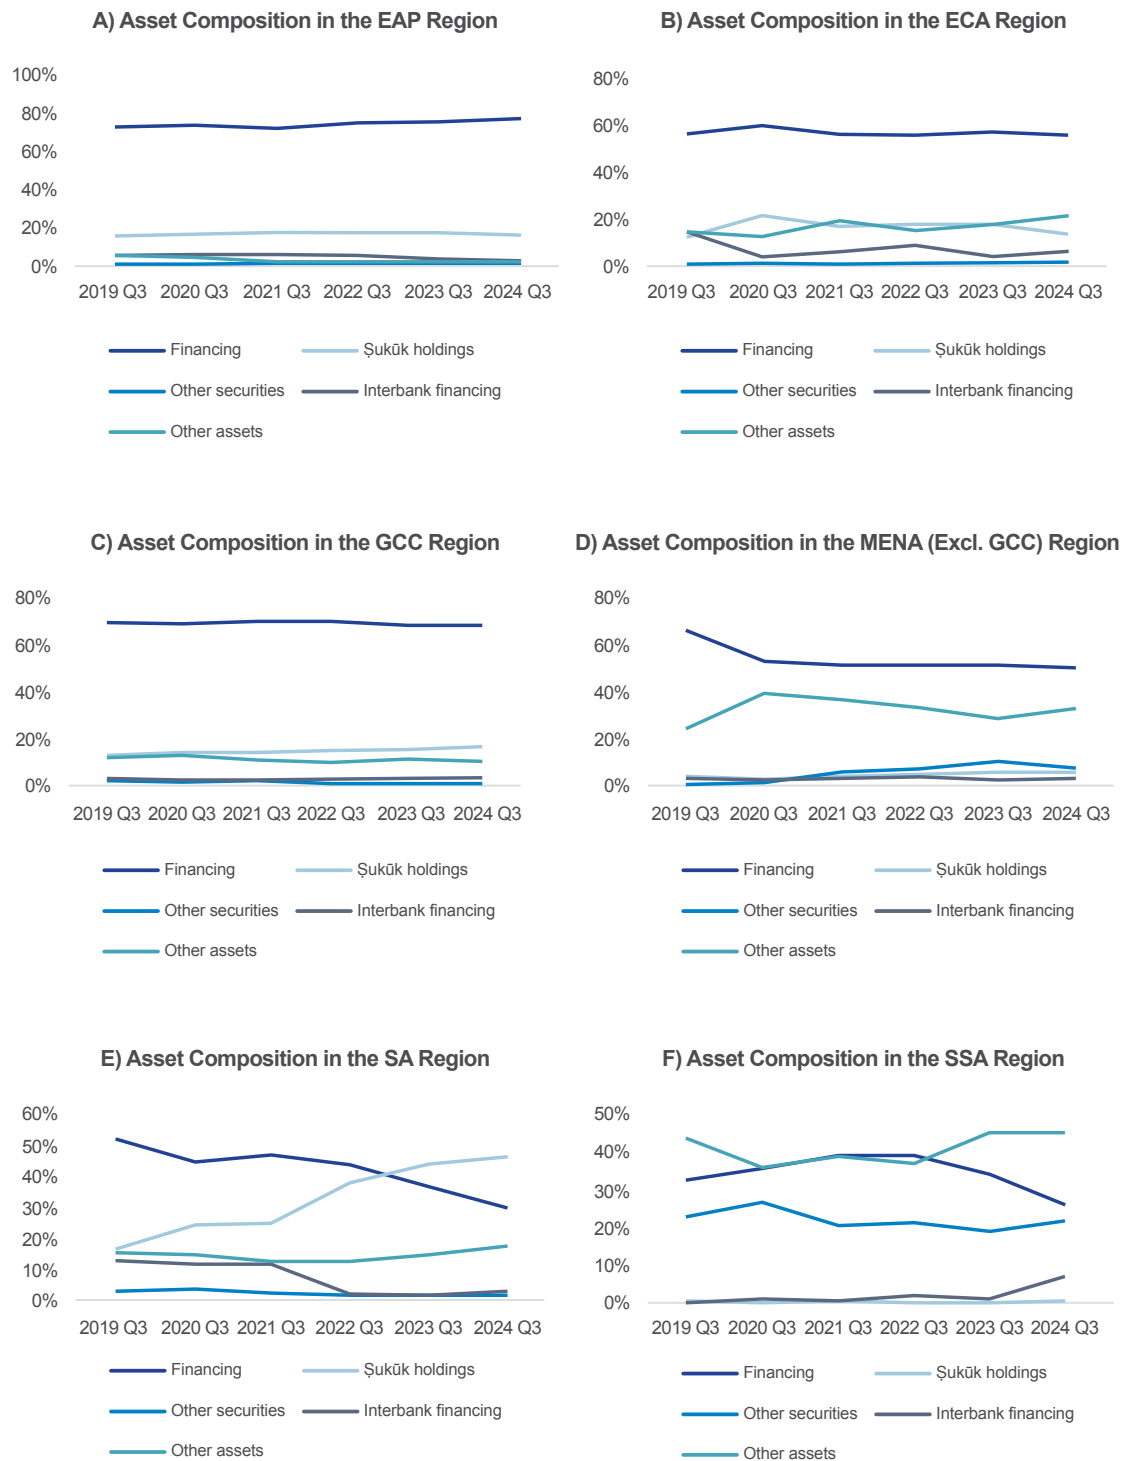 A) Asset Composition in the EAP Region
100%
80%
60%
40%
20%
0%
2019 Q3 2020 Q3 2021 Q3 2022 Q3 2023 Q3 2024 Q3
Financing Ṣukūk holdings
Other securities Interbank financing
Other assets
B) Asset Composition in the ECA Region
80%
60%
40%
20%
0%
2019 Q3 2020 Q3 2021 Q3 2022 Q3 2023 Q3 2024 Q3
Financing Ṣukūk holdings
Other securities Interbank financing
Other assets
C) Asset Composition in the GCC Region
80%
60%
40%
20%
0%
2019 Q3 2020 Q3 2021 Q3 2022 Q3 2023 Q3 2024 Q3
Financing Ṣukūk holdings
Other securities Interbank financing
Other assets
D) Asset Composition in the MENA (Excl. GCC) Region
80%
60%
40%
20%
0%
2019 Q3 2020 Q3 2021 Q3 2022 Q3 2023 Q3 2024 Q3
Financing Ṣukūk holdings
Other securities Interbank financing
Other assets
E) Asset Composition in the SA Region
60%
50%
40%
30%
20%
10%
0%
2019 Q3 2020 Q3 2021 Q3 2022 Q3 2023 Q3 2024 Q3
Financing Ṣukūk holdings
Other securities Interbank financing
Other assets
F) Asset Composition in the SSA Region
50%
40%
30%
20%
10%
0%
2019 Q3 2020 Q3 2021 Q3 2022 Q3 2023 Q3 2024 Q3
Financing Ṣukūk holdings
Other securities Interbank financing
Other assets